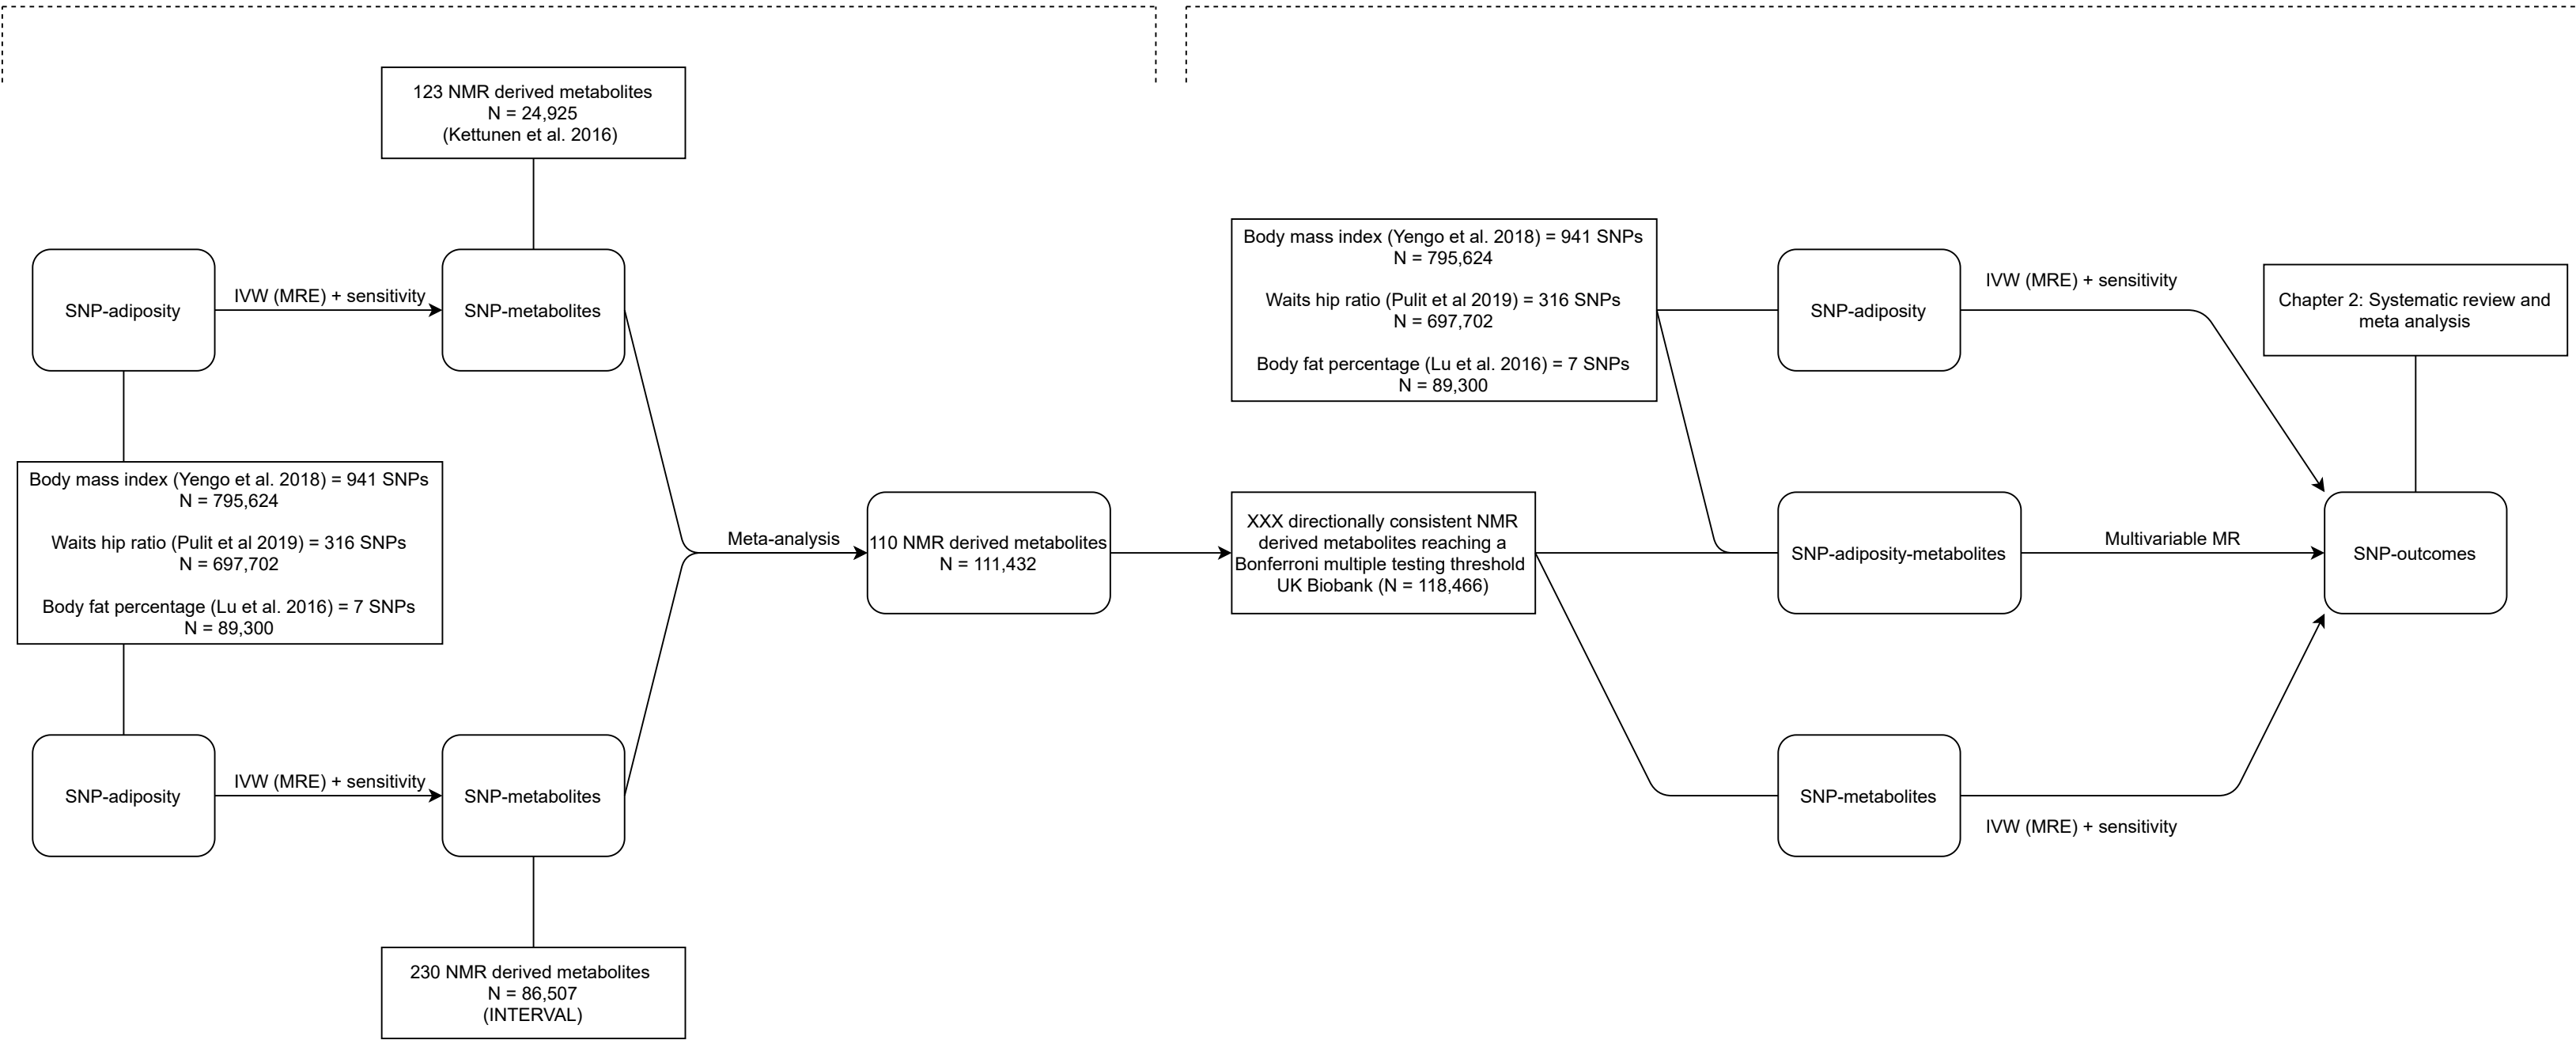 123 NMR derived metabolites
N = 24,925
(Kettunen et al. 2016)
SNP-adiposity
IVW (MRE) + sensitivity
SNP-metabolites
Body mass index (Yengo et al. 2018) = 941 SNPs
N = 795,624
Waits hip ratio (Pulit et al 2019) = 316 SNPs
N = 697,702
Body fat percentage (Lu et al. 2016) = 7 SNPs
N = 89,300
SNP-adiposity
IVW (MRE) + sensitivity
SNP-metabolites
230 NMR derived metabolites
N = 86,507
(INTERVAL)
Meta-analysis
110 NMR derived metabolites
N = 111,432
Body mass index (Yengo et al. 2018) = 941 SNPs
N = 795,624
Waits hip ratio (Pulit et al 2019) = 316 SNPs
N = 697,702
Body fat percentage (Lu et al. 2016) = 7 SNPs
N = 89,300
XXX directionally consistent NMR
derived metabolites reaching a
Bonferroni multiple testing threshold
UK Biobank (N = 118,466)
SNP-adiposity
IVW (MRE) + sensitivity
SNP-adiposity-metabolites
Multivariable MR
SNP-metabolites
IVW (MRE) + sensitivity
Chapter 2: Systematic review and
meta analysis
SNP-outcomes